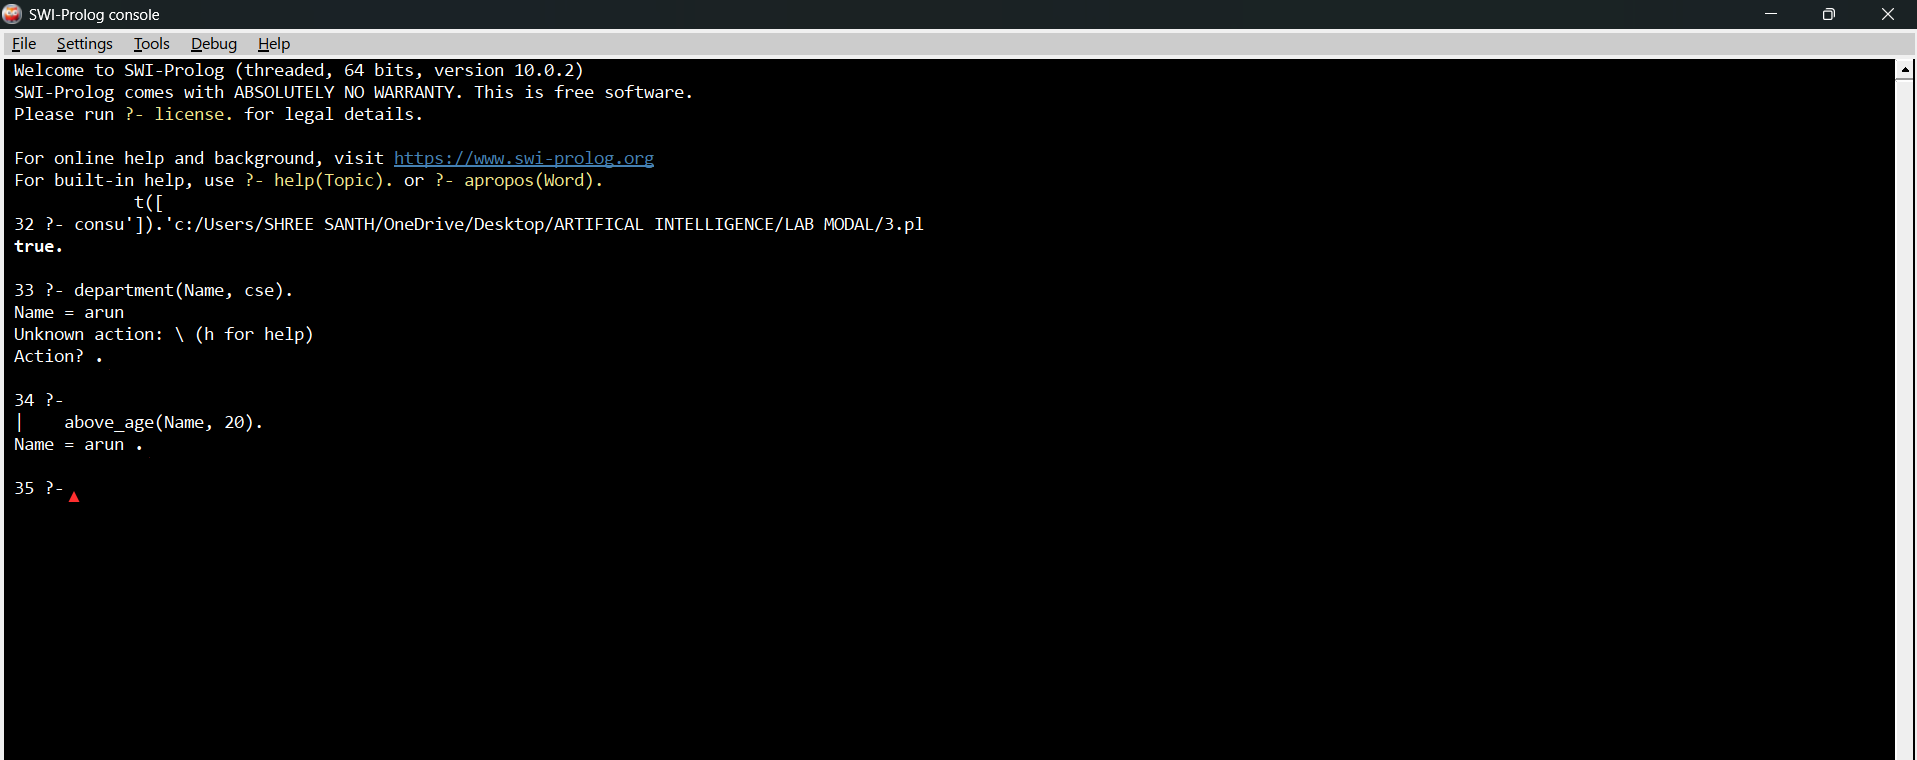 SWI-Prolog console
File Settings Tools Debug Help
Welcome to SWI-Prolog (threaded, 64 bits, version 10.0.2)
SWI-Prolog comes with ABSOLUTELY NO WARRANTY. This is free software.
Please run ?- license. for legal details.
For online help and background, visit https://www.swi-prolog.org
For built-in help, use ?- help(Topic). or ?- apropos(Word).
t([
32 ?- consu']).'c:/Users/SHREE SANTH/OneDrive/Desktop/ARTIFICAL INTELLIGENCE/LAB MODAL/3.pl
true.
33 ?- department(Name, cse).
Name = arun
Unknown action: \ (h for help)
Action? .
34 ?-
|    above_age(Name, 20).
Name = arun .
35 ?-